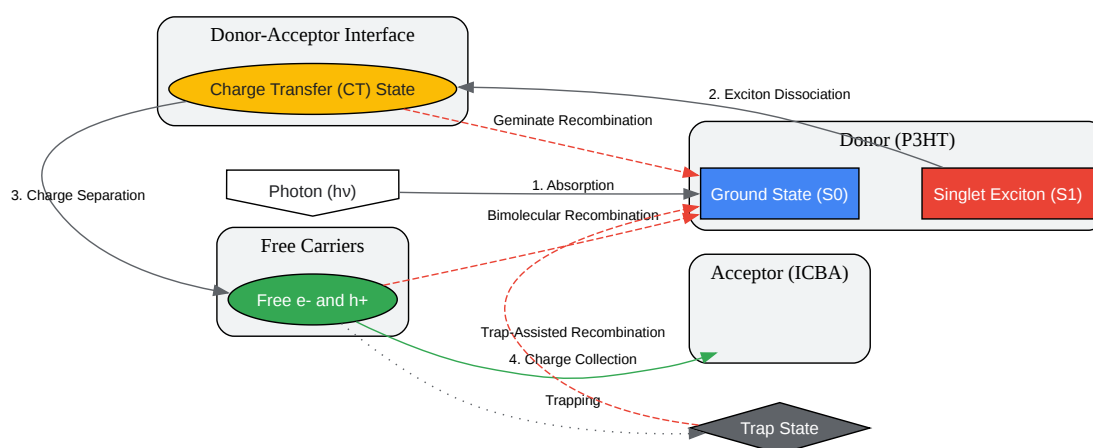 Donor-Acceptor Interface
Charge Transfer (CT) State
2. Exciton Dissociation
Geminate Recombination
Donor (P3HT)
3. Charge Separation
Photon (hν)
1. Absorption
Ground State (S0)
Singlet Exciton (S1)
Bimolecular Recombination
Free Carriers
Free e- and h+
Acceptor (ICBA)
Trap-Assisted Recombination
4. Charge Collection
Trapping
Trap State